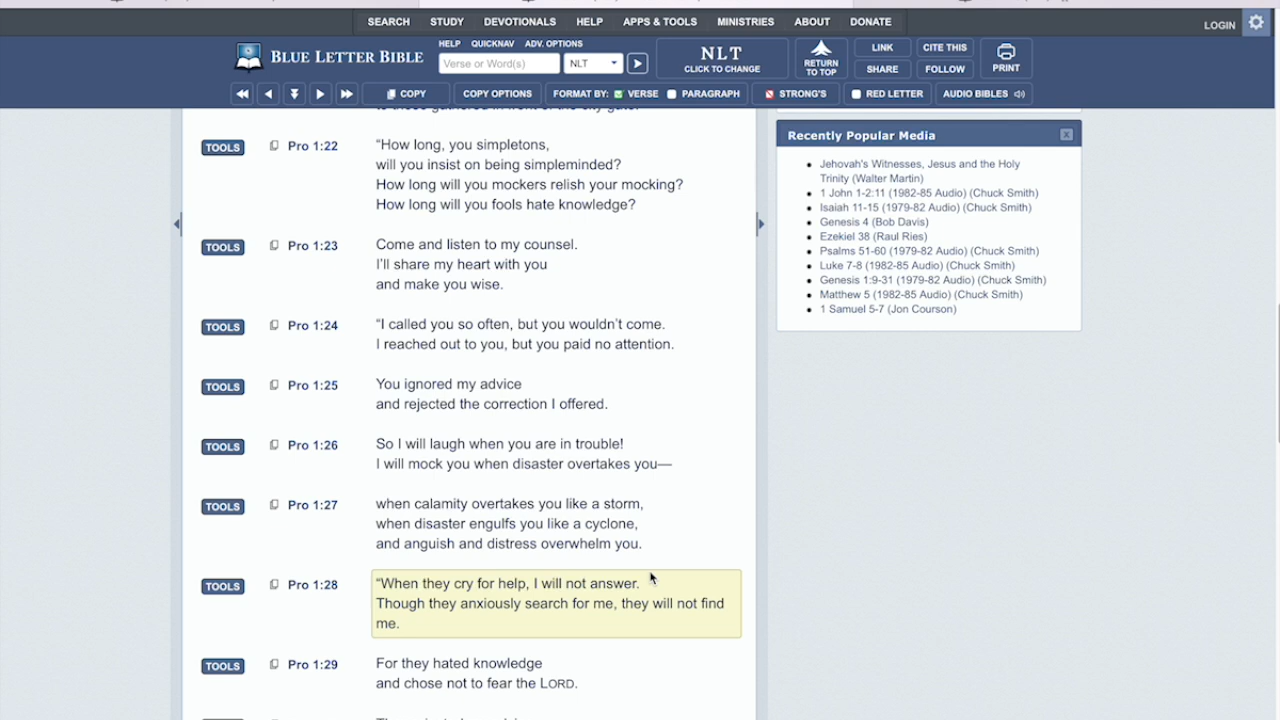 SEARCH STUDY DEVOTIONALS HELP APPS & TOOLS MINISTRIES ABOUT DONATE LOGIN
BLUE LETTER BIBLE
HELP QUICKNAV ADV. OPTIONS
Verse or Word(s) NLT
NLT
CLICK TO CHANGE
RETURN
TO TOP
LINK CITE THIS
SHARE FOLLOW
PRINT
COPY COPY OPTIONS FORMAT BY: VERSE PARAGRAPH STRONG'S RED LETTER AUDIO BIBLES
to those gathered in front of the city gate:
TOOLS Pro 1:22 “How long, you simpletons,
will you insist on being simpleminded?
How long will you mockers relish your mocking?
How long will you fools hate knowledge?
TOOLS Pro 1:23 Come and listen to my counsel.
I’ll share my heart with you
and make you wise.
TOOLS Pro 1:24 “I called you so often, but you wouldn’t come.
I reached out to you, but you paid no attention.
TOOLS Pro 1:25 You ignored my advice
and rejected the correction I offered.
TOOLS Pro 1:26 So I will laugh when you are in trouble!
I will mock you when disaster overtakes you—
TOOLS Pro 1:27 when calamity overtakes you like a storm,
when disaster engulfs you like a cyclone,
and anguish and distress overwhelm you.
TOOLS Pro 1:28 “When they cry for help, I will not answer.
Though they anxiously search for me, they will not find
me.
TOOLS Pro 1:29 For they hated knowledge
and chose not to fear the LORD.
Recently Popular Media
Jehovah's Witnesses, Jesus and the Holy
Trinity (Walter Martin)
1 John 1-2:11 (1982-85 Audio) (Chuck Smith)
Isaiah 11-15 (1979-82 Audio) (Chuck Smith)
Genesis 4 (Bob Davis)
Ezekiel 38 (Raul Ries)
Psalms 51-60 (1979-82 Audio) (Chuck Smith)
Luke 7-8 (1982-85 Audio) (Chuck Smith)
Genesis 1:9-31 (1979-82 Audio) (Chuck Smith)
Matthew 5 (1982-85 Audio) (Chuck Smith)
1 Samuel 5-7 (Jon Courson)